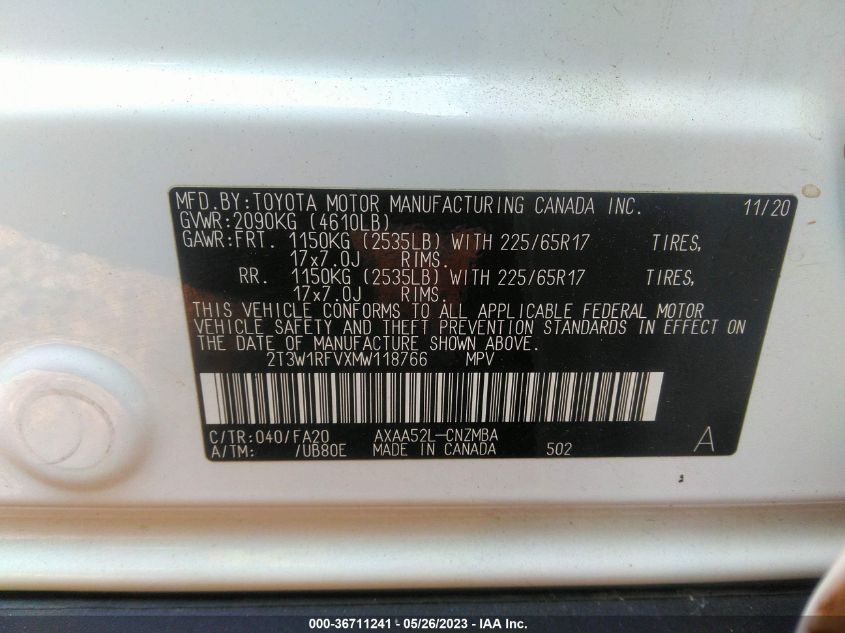 MFD.BY:TOYOTA MOTOR MANUFACTURING CANADA INC. 11/20
GVWR:2090KG (4610LB)
GAWR:FRT. 1150KG (2535LB) WITH 225/65R17 TIRES,
17x7.0J RIMS.
RR. 1150KG (2535LB) WITH 225/65R17 TIRES,
17x7.0J RIMS.
THIS VEHICLE CONFORMS TO ALL APPLICABLE FEDERAL MOTOR
VEHICLE SAFETY AND THEFT PREVENTION STANDARDS IN EFFECT ON
THE DATE OF MANUFACTURE SHOWN ABOVE.
2T3W1RFVXMW118766 MPV
C/TR:040/FA20 AXAA52L-CNZMBA
A/TM: /UB80E MADE IN CANADA 502 A
000-36711241 - 05/26/2023 - IAA Inc.